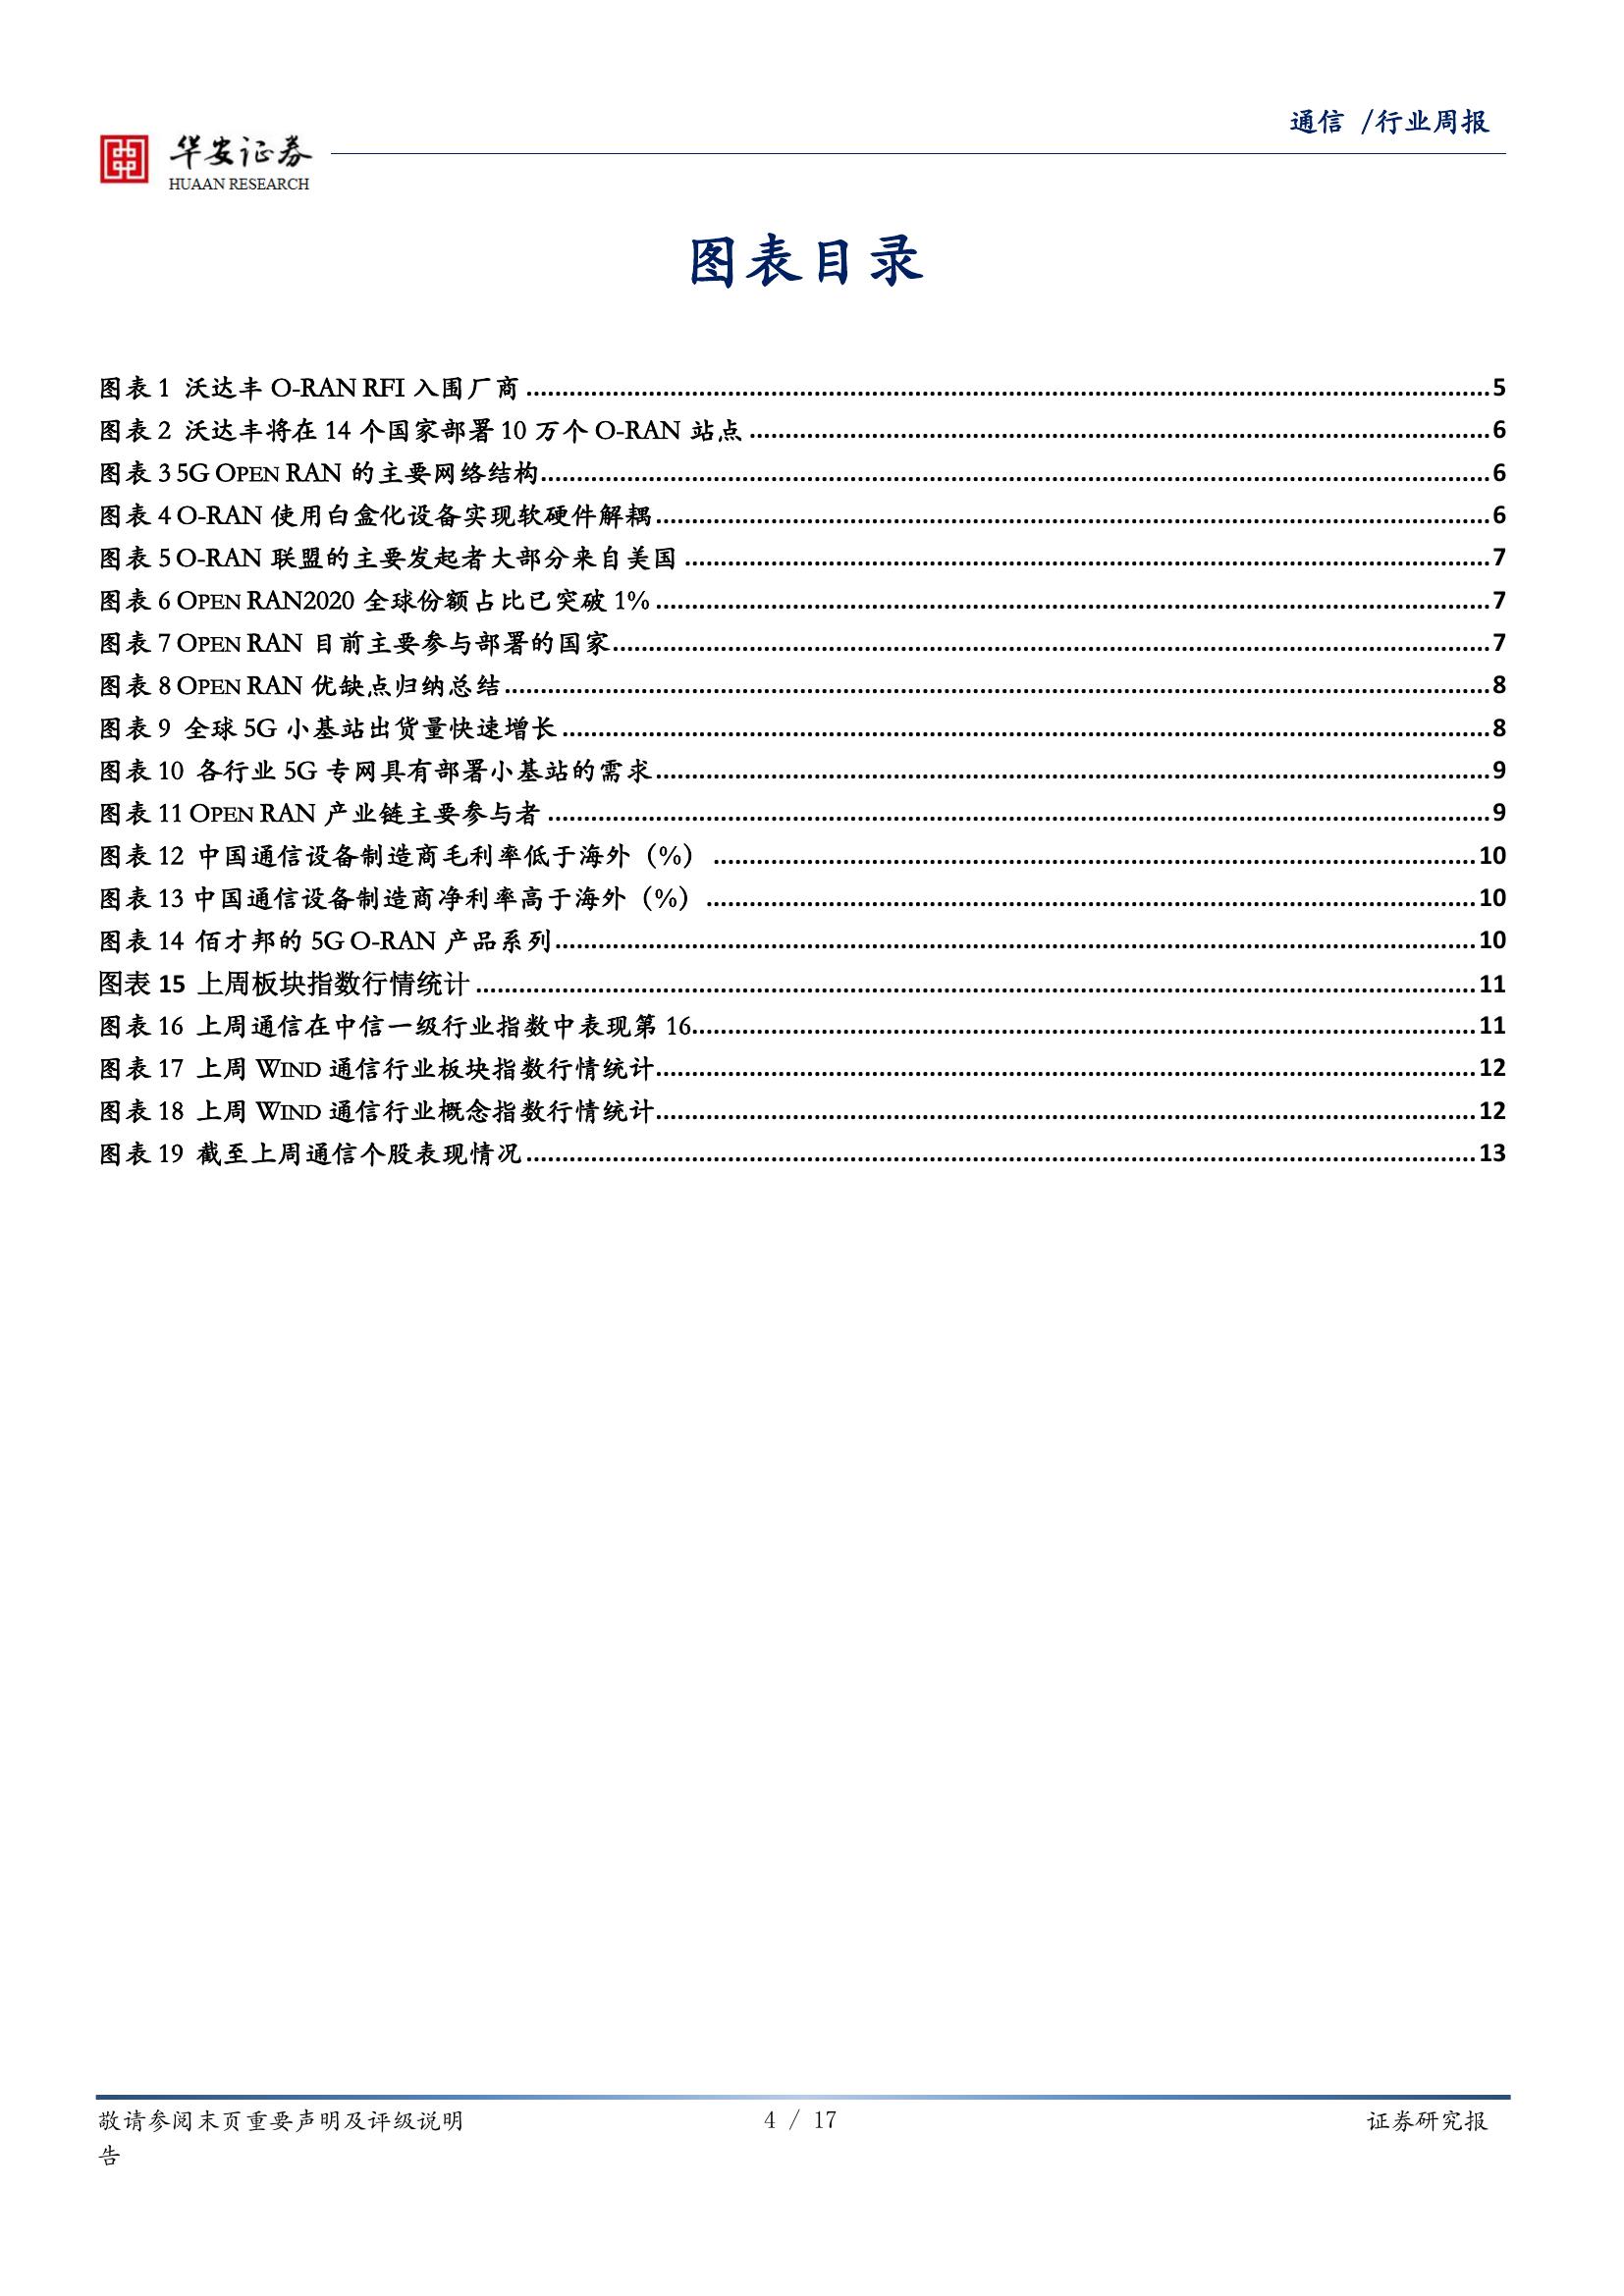 通信 /行业周报
华安证券
HUAAN RESEARCH
图表目录
图表 1 沃达丰 O-RAN RFI 入围厂商 5
图表 2 沃达丰将在 14 个国家部署 10 万个 O-RAN 站点 6
图表 3 5G OPEN RAN 的主要网络结构 6
图表 4 O-RAN 使用白盒化设备实现软硬件解耦 6
图表 5 O-RAN 联盟的主要发起者大部分来自美国 7
图表 6 OPEN RAN2020 全球份额占比已突破 1% 7
图表 7 OPEN RAN 目前主要参与部署的国家 7
图表 8 OPEN RAN 优缺点归纳总结 8
图表 9 全球 5G 小基站出货量快速增长 8
图表 10 各行业 5G 专网具有部署小基站的需求 9
图表 11 OPEN RAN 产业链主要参与者 9
图表 12 中国通信设备制造商毛利率低于海外（%） 10
图表 13 中国通信设备制造商净利率高于海外（%） 10
图表 14 佰才邦的 5G O-RAN 产品系列 10
图表 15 上周板块指数行情统计 11
图表 16 上周通信在中信一级行业指数中表现第 16 11
图表 17 上周 WIND 通信行业板块指数行情统计 12
图表 18 上周 WIND 通信行业概念指数行情统计 12
图表 19 截至上周通信个股表现情况 13
敬请参阅末页重要声明及评级说明 4 / 17 证券研究报
告